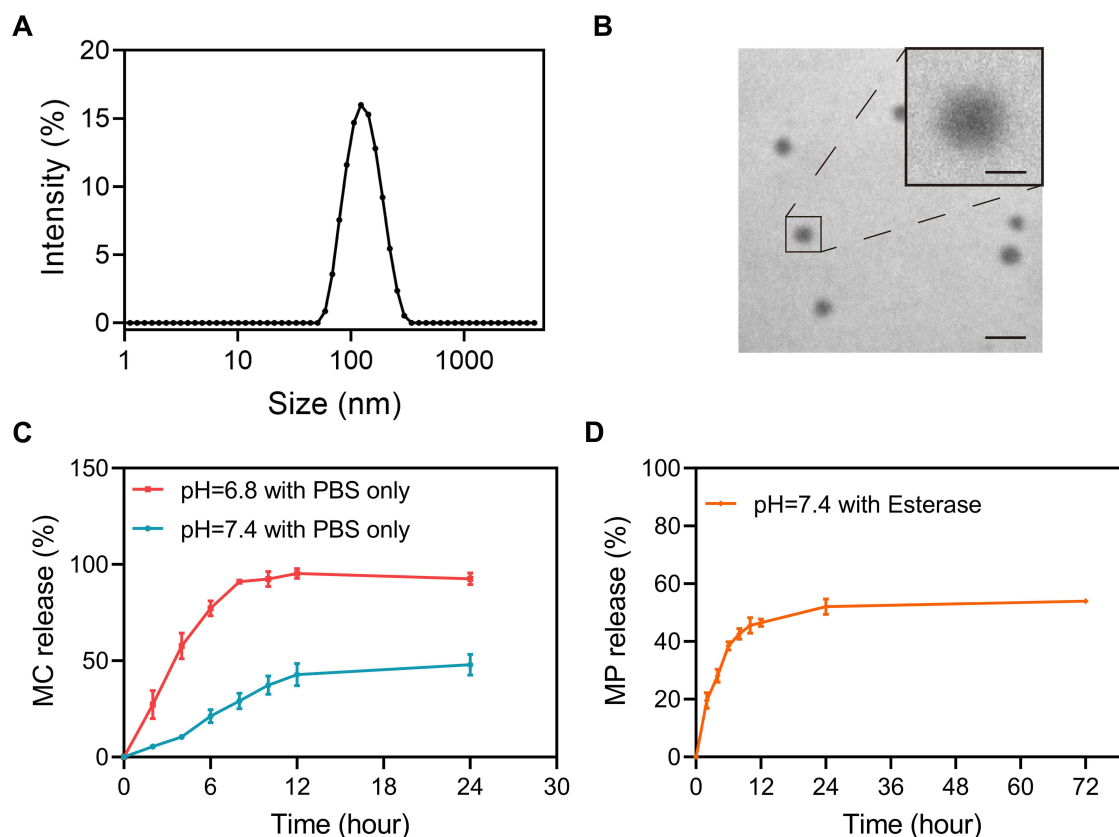 A
20
15
10
5
0
Intensity (%)
1 10 100 1000
Size (nm)
B
C
150
100
50
0
MC release (%)
pH=6.8 with PBS only
pH=7.4 with PBS only
0 6 12 18 24 30
Time (hour)
D
100
80
60
40
20
0
MP release (%)
pH=7.4 with Esterase
0 12 24 36 48 60 72
Time (hour)